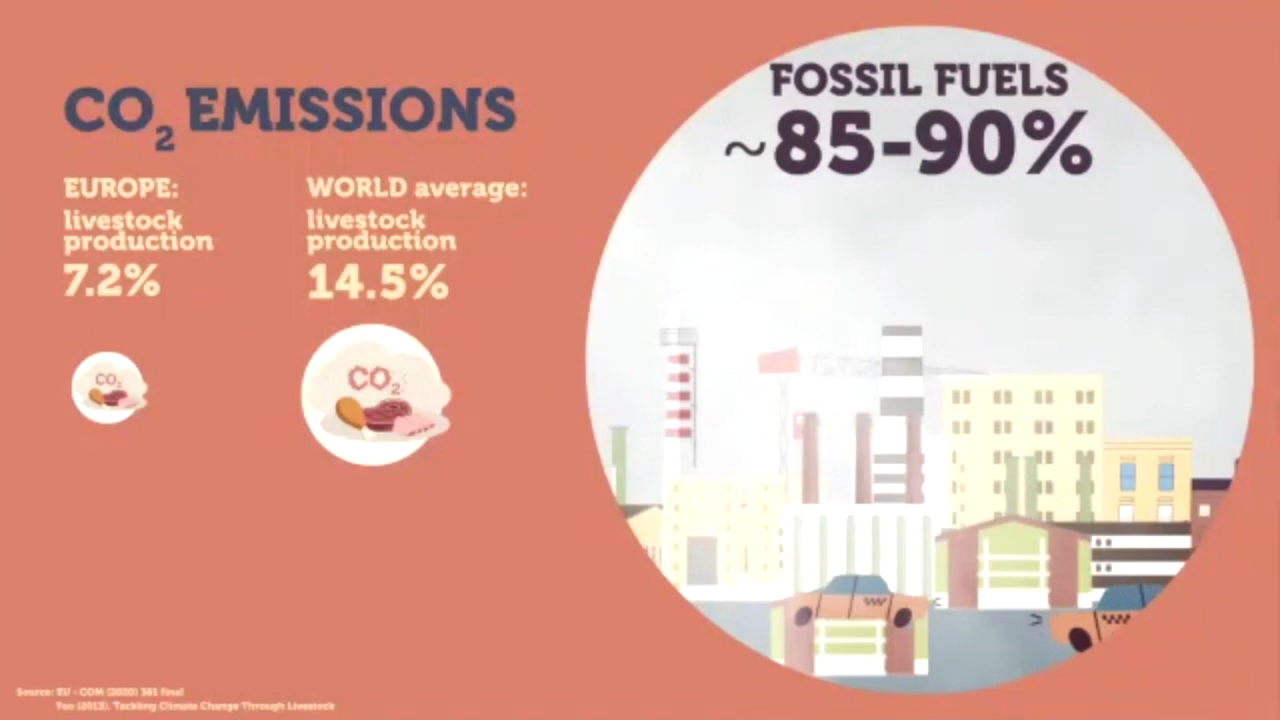 CO2 EMISSIONS
EUROPE:
livestock
production
7.2%
WORLD average:
livestock
production
14.5%
CO2
CO2
FOSSIL FUELS
~85-90%
Source: EU - COM (2020) 381 final
Fao (2013). Tackling Climate Change Through Livestock